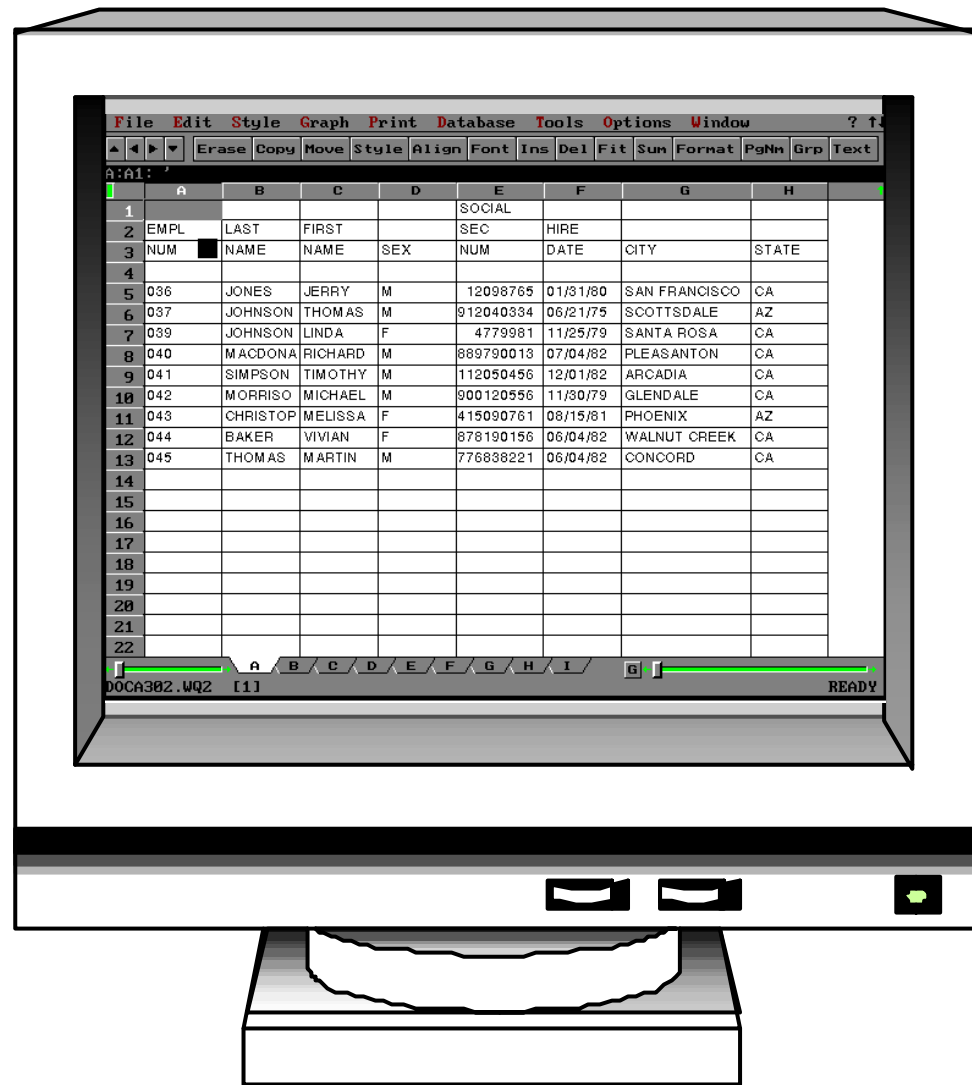 File Edit Style Graph Print Database Tools Options Window ? ↑↓
▲ ◄ ► ▼ Erase Copy Move Style Align Font Ins Del Fit Sum Format PgNm Grp Text
A:A1: '
A B C D E F G H
1 SOCIAL
2 EMPL LAST FIRST SEC HIRE
3 NUM NAME NAME SEX NUM DATE CITY STATE
4
5 036 JONES JERRY M 12098765 01/31/80 SAN FRANCISCO CA
6 037 JOHNSON THOMAS M 912040334 06/21/75 SCOTTSDALE AZ
7 039 JOHNSON LINDA F 4779981 11/25/79 SANTA ROSA CA
8 040 MACDONA RICHARD M 889790013 07/04/82 PLEASANTON CA
9 041 SIMPSON TIMOTHY M 112050456 12/01/82 ARCADIA CA
10 042 MORRISO MICHAEL M 900120556 11/30/79 GLENDALE CA
11 043 CHRISTOP MELISSA F 415090761 08/15/81 PHOENIX AZ
12 044 BAKER VIVIAN F 878190156 06/04/82 WALNUT CREEK CA
13 045 THOMAS MARTIN M 776838221 06/04/82 CONCORD CA
14
15
16
17
18
19
20
21
22
A B C D E F G H I G
DOCA302.WQ2 [1] READY